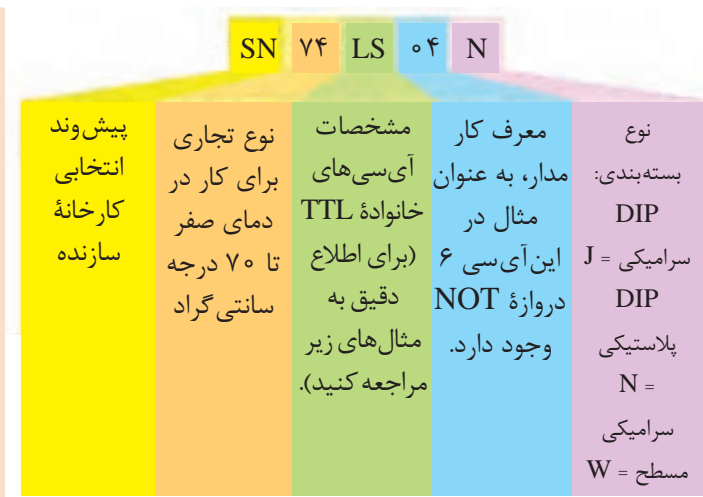 SN ۷۴ LS ۰۴ N
پیش‌وند
انتخابی
کارخانهٔ
سازنده
نوع تجاری
برای کار در
دمای صفر
تا ۷۰ درجه
سانتی‌گراد
مشخصات
آی‌سی‌های
خانوادهٔ TTL
(برای اطلاع
دقیق به
مثال‌های زیر
مراجعه کنید).
معرف کار
مدار، به عنوان
مثال در
این‌آی‌سی ۶
دروازهٔ NOT
وجود دارد.
نوع
بسته‌بندی:
DIP
سرامیکی = J
DIP
پلاستیکی
= N
سرامیکی
مسطح = W